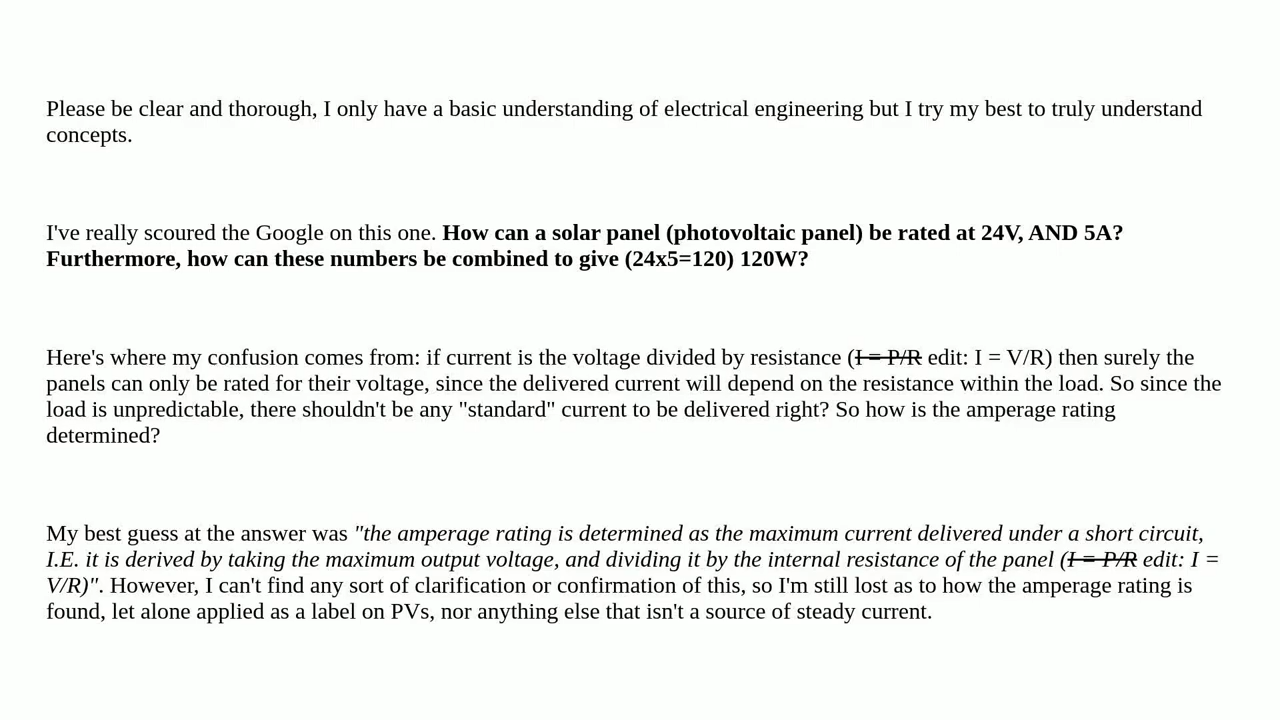 Please be clear and thorough, I only have a basic understanding of electrical engineering but I try my best to truly understand
concepts.
I've really scoured the Google on this one. How can a solar panel (photovoltaic panel) be rated at 24V, AND 5A?
Furthermore, how can these numbers be combined to give (24x5=120) 120W?
Here's where my confusion comes from: if current is the voltage divided by resistance (I = P/R edit: I = V/R) then surely the
panels can only be rated for their voltage, since the delivered current will depend on the resistance within the load. So since the
load is unpredictable, there shouldn't be any "standard" current to be delivered right? So how is the amperage rating
determined?
My best guess at the answer was "the amperage rating is determined as the maximum current delivered under a short circuit,
I.E. it is derived by taking the maximum output voltage, and dividing it by the internal resistance of the panel (I = P/R edit: I =
V/R)". However, I can't find any sort of clarification or confirmation of this, so I'm still lost as to how the amperage rating is
found, let alone applied as a label on PVs, nor anything else that isn't a source of steady current.